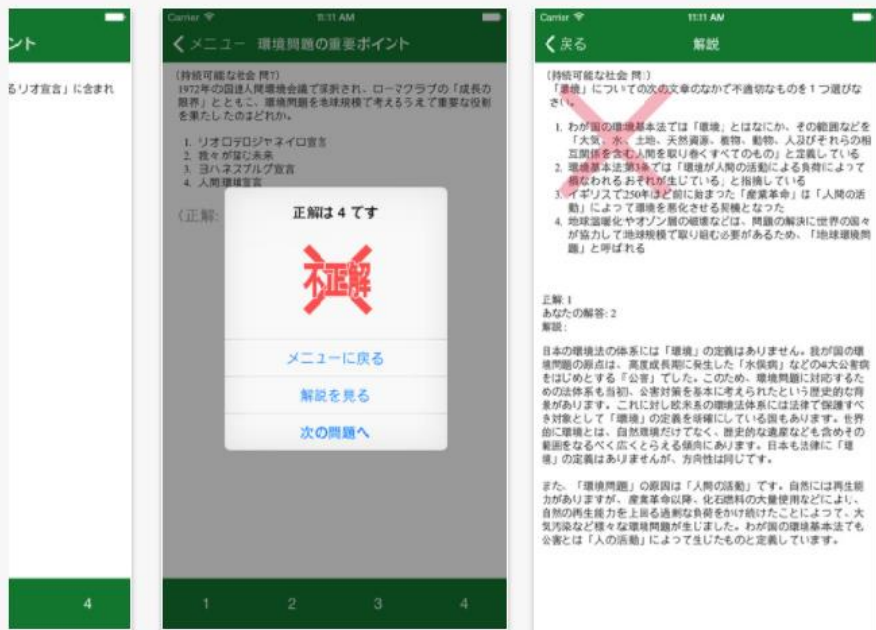 ント
るリオ宣言」に含まれ
4
Carrier 11:11 AM
メニュー 環境問題の重要ポイント
(持続可能な社会 問7)
1972年の国連人間環境会議で採択され、ローマクラブの「成長の
限界」とともに、環境問題を地球規模で考えるうえで重要な役割
を果たしたのはどれか。
1. リオロデロジャネイロ宣言
2. 我々が望む未来
3. ヨハネスブルグ宣言
4. 人間環境宣言
(正解:
正解は 4 です
不正解
メニューに戻る
解説を見る
次の問題へ
1 2 3 4
Carrier 11:11 AM
戻る 解説
(持続可能な社会 問:)
「環境」についての次の文章のなかで不適切なものを1つ選びな
さい。
1. わが国の環境基本法では「環境」とはなにか、その範囲などを
「大気、水、土地、天然資源、植物、動物、人及びそれらの相
互関係を含む人間を取り巻くすべてのもの」と定義している
2. 環境基本法第3条では「環境が人間の活動による負荷によって
損なわれるおそれが生じている」と指摘している
3. イギリスで250年ほど前に始まった「産業革命」は「人間の活
動」によって環境を悪化させる契機となった
4. 地球温暖化やオゾン層の破壊などは、問題の解決に世界の国々
が協力して地球規模で取り組む必要があるため、「地球環境問
題」と呼ばれる
正解: 1
あなたの解答: 2
解説:
日本の環境法の体系には「環境」の定義はありません。我が国の環
境問題の原点は、高度成長期に発生した「水俣病」などの4大公害病
をはじめとする「公害」でした。このため、環境問題に対応するた
めの法体系も当初、公害対策を基本に考えられたという歴史的な背
景があります。これに対し欧米系の環境法体系には法律で保護すべ
き対象として「環境」の定義を明確にしている国もあります。世界
的に環境とは、自然環境だけでなく、歴史的な遺産なども含めその
範囲をなるべく広くとらえる傾向にあります。日本も法律に「環
境」の定義はありませんが、方向性は同じです。
また、「環境問題」の原因は「人間の活動」です。自然には再生能
力がありますが、産業革命以降、化石燃料の大量使用などにより、
自然の再生能力を上回る過剰な負荷をかけ続けたことによって、大
気汚染など様々な環境問題が生じました。わが国の環境基本法でも
公害とは「人の活動」によって生じたものと定義しています。